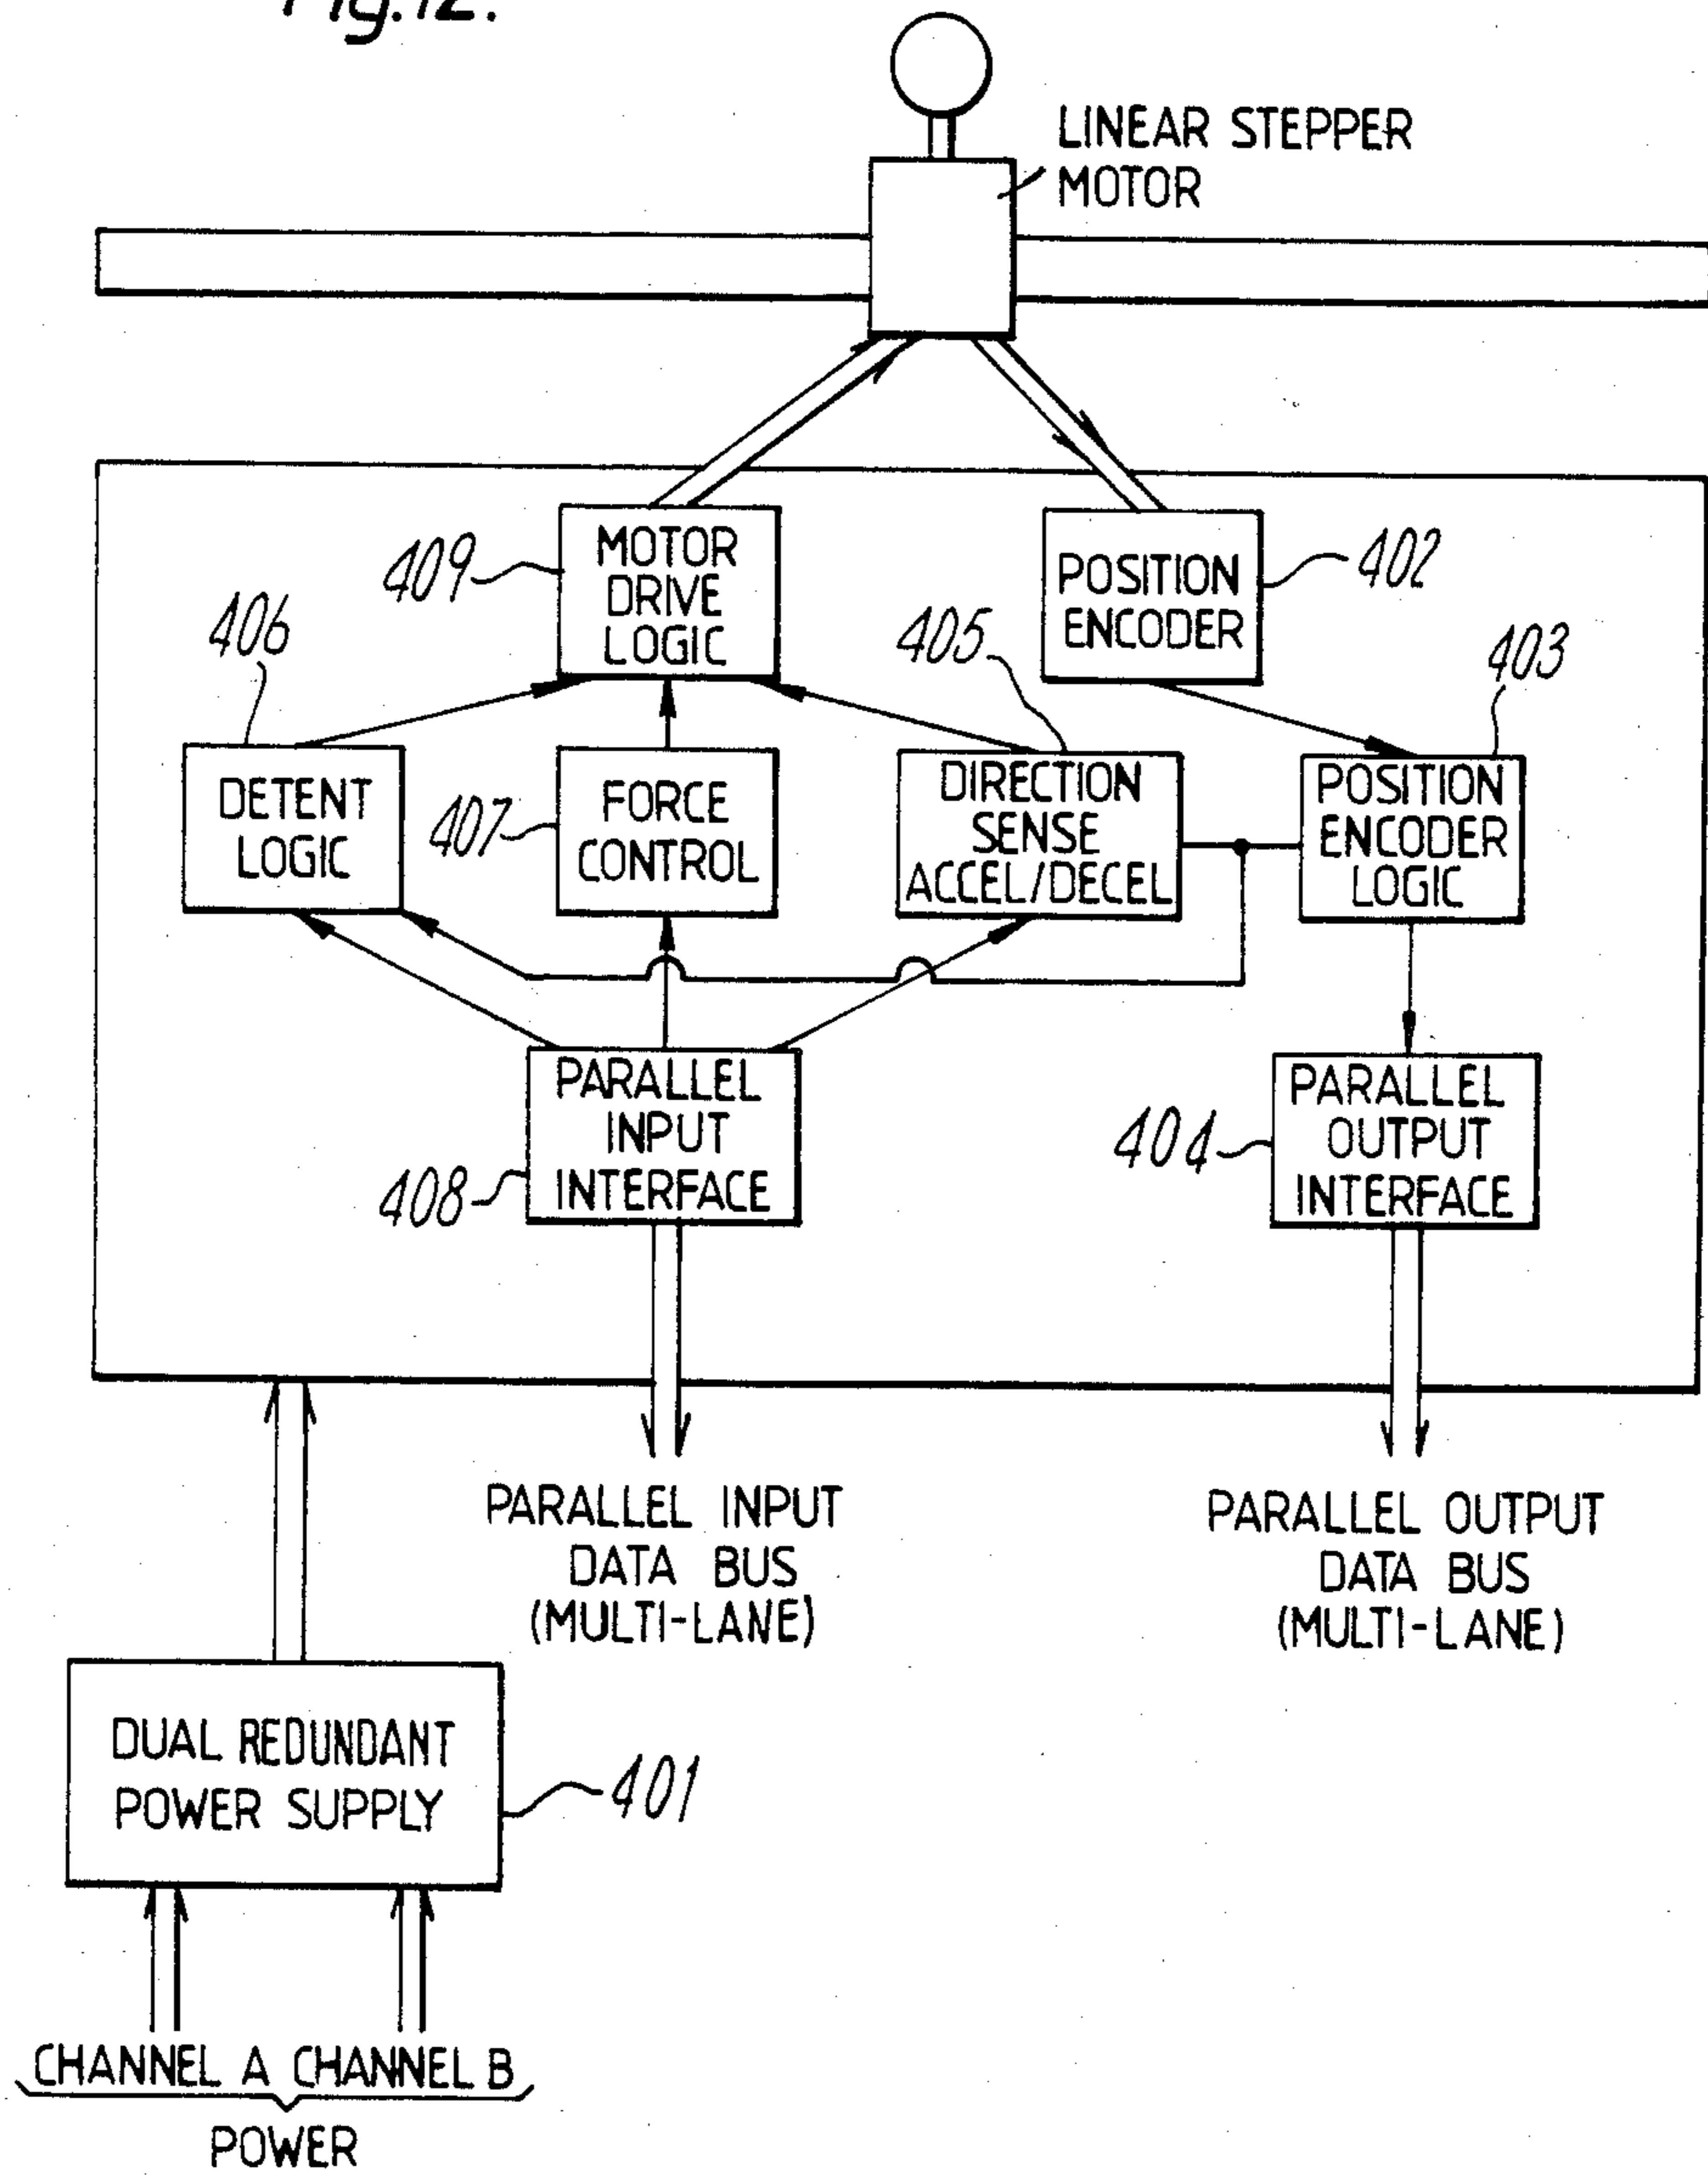 Fig.12.
LINEAR STEPPER
MOTOR
409
MOTOR
DRIVE
LOGIC
POSITION
ENCODER
402
406
405
403
DETENT
LOGIC
407
FORCE
CONTROL
DIRECTION
SENSE
ACCEL/DECEL
POSITION
ENCODER
LOGIC
PARALLEL
INPUT
INTERFACE
408
404
PARALLEL
OUTPUT
INTERFACE
PARALLEL INPUT
DATA BUS
(MULTI-LANE)
PARALLEL OUTPUT
DATA BUS
(MULTI-LANE)
DUAL REDUNDANT
POWER SUPPLY
401
CHANNEL A CHANNEL B
POWER